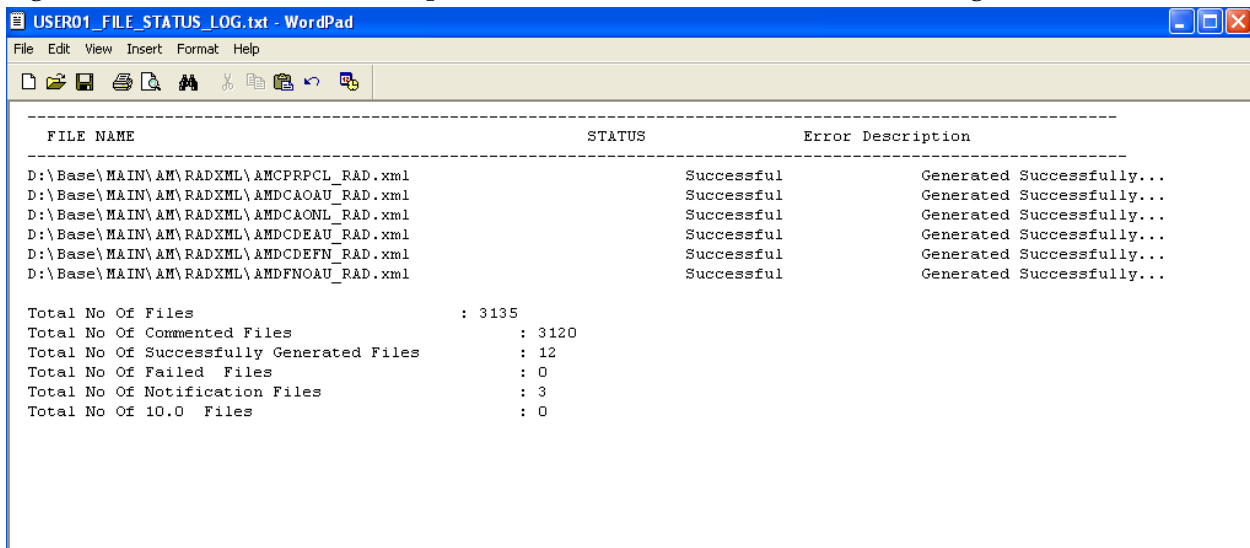 USER01_FILE_STATUS_LOG.txt - WordPad
File Edit View Insert Format Help
FILE NAME STATUS Error Description
D:\Base\MAIN\AM\RADXML\AMCPRPCL_RAD.xml Successful Generated Successfully...
D:\Base\MAIN\AM\RADXML\AMDCAOAU_RAD.xml Successful Generated Successfully...
D:\Base\MAIN\AM\RADXML\AMDCAONL_RAD.xml Successful Generated Successfully...
D:\Base\MAIN\AM\RADXML\AMDCDEAU_RAD.xml Successful Generated Successfully...
D:\Base\MAIN\AM\RADXML\AMDCDEFN_RAD.xml Successful Generated Successfully...
D:\Base\MAIN\AM\RADXML\AMDFNOAU_RAD.xml Successful Generated Successfully...
Total No Of Files : 3135
Total No Of Commented Files : 3120
Total No Of Successfully Generated Files : 12
Total No Of Failed Files : 0
Total No Of Notification Files : 3
Total No Of 10.0 Files : 0